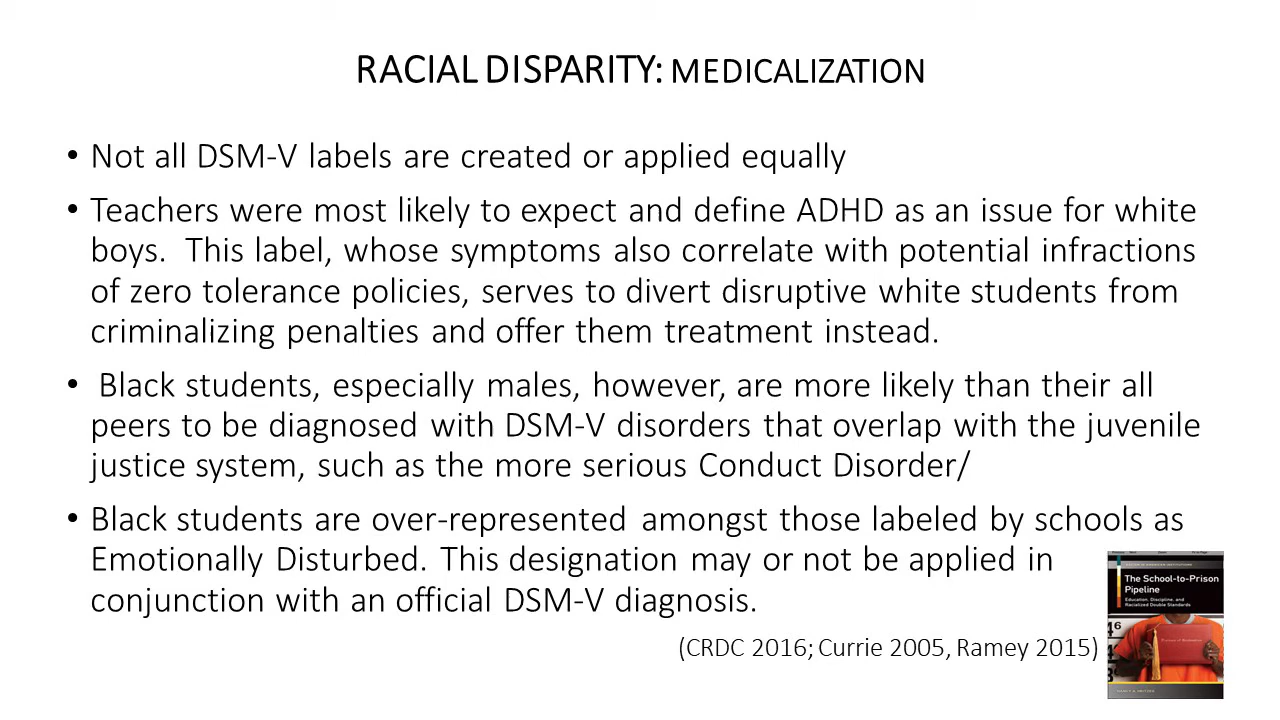 RACIAL DISPARITY: MEDICALIZATION
• Not all DSM-V labels are created or applied equally
• Teachers were most likely to expect and define ADHD as an issue for white
boys. This label, whose symptoms also correlate with potential infractions
of zero tolerance policies, serves to divert disruptive white students from
criminalizing penalties and offer them treatment instead.
• Black students, especially males, however, are more likely than their all
peers to be diagnosed with DSM-V disorders that overlap with the juvenile
justice system, such as the more serious Conduct Disorder/
• Black students are over-represented amongst those labeled by schools as
Emotionally Disturbed. This designation may or not be applied in
conjunction with an official DSM-V diagnosis.
(CRDC 2016; Currie 2005, Ramey 2015)
The School-to-Prison
Pipeline
Education, Discipline, and
Racialized Double Standards